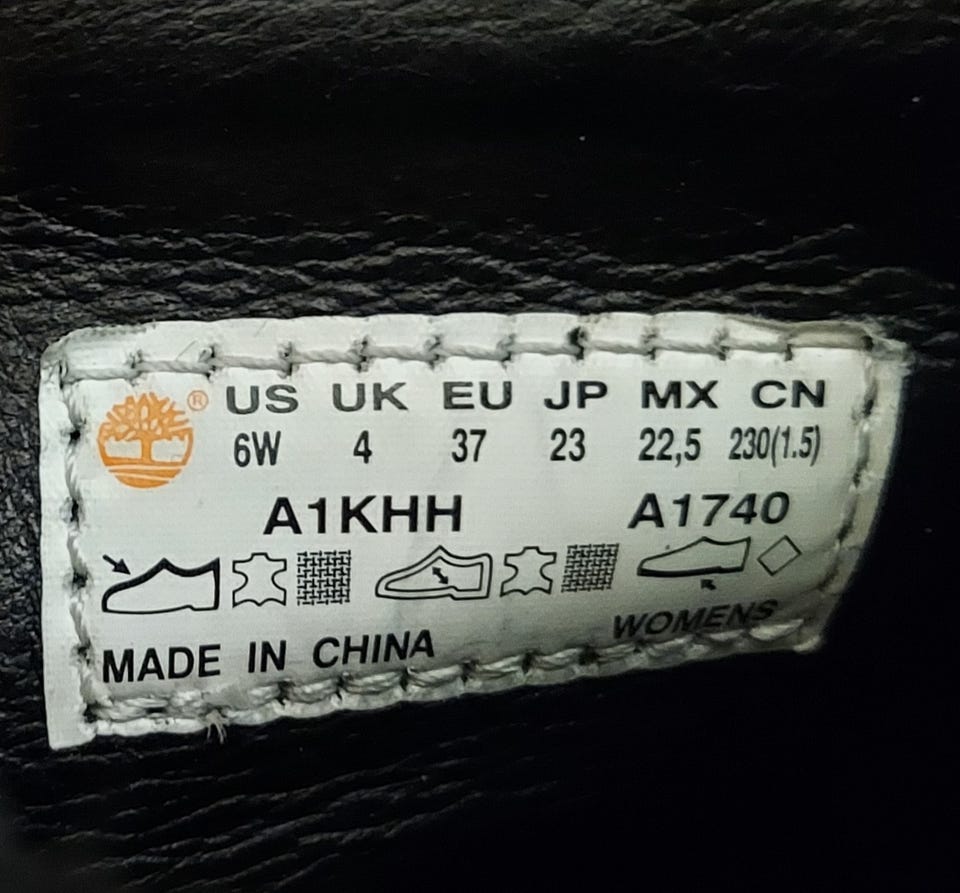 ® US UK EU JP MX CN
6W 4 37 23 22,5 230(1.5)
A1KHH A1740
WOMENS
MADE IN CHINA